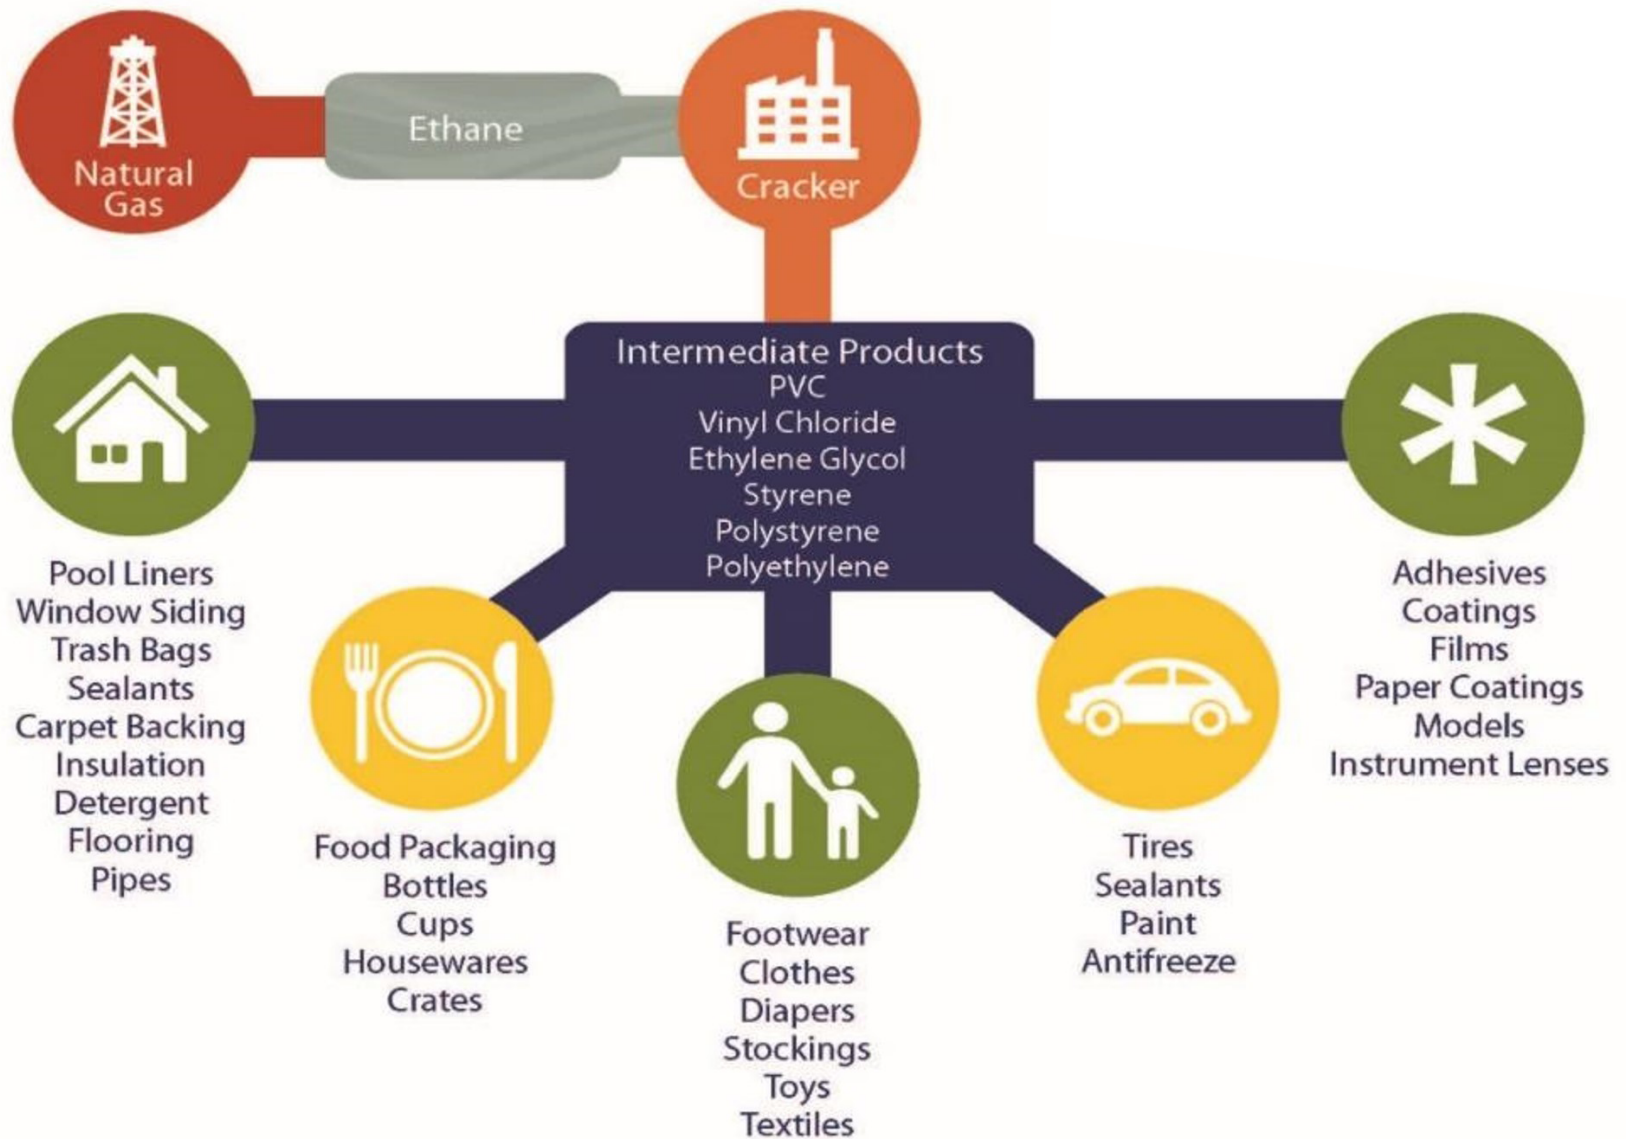 Natural
Gas
Ethane
Cracker
Intermediate Products
PVC
Vinyl Chloride
Ethylene Glycol
Styrene
Polystyrene
Polyethylene
Pool Liners
Window Siding
Trash Bags
Sealants
Carpet Backing
Insulation
Detergent
Flooring
Pipes
Food Packaging
Bottles
Cups
Housewares
Crates
Footwear
Clothes
Diapers
Stockings
Toys
Textiles
Tires
Sealants
Paint
Antifreeze
Adhesives
Coatings
Films
Paper Coatings
Models
Instrument Lenses